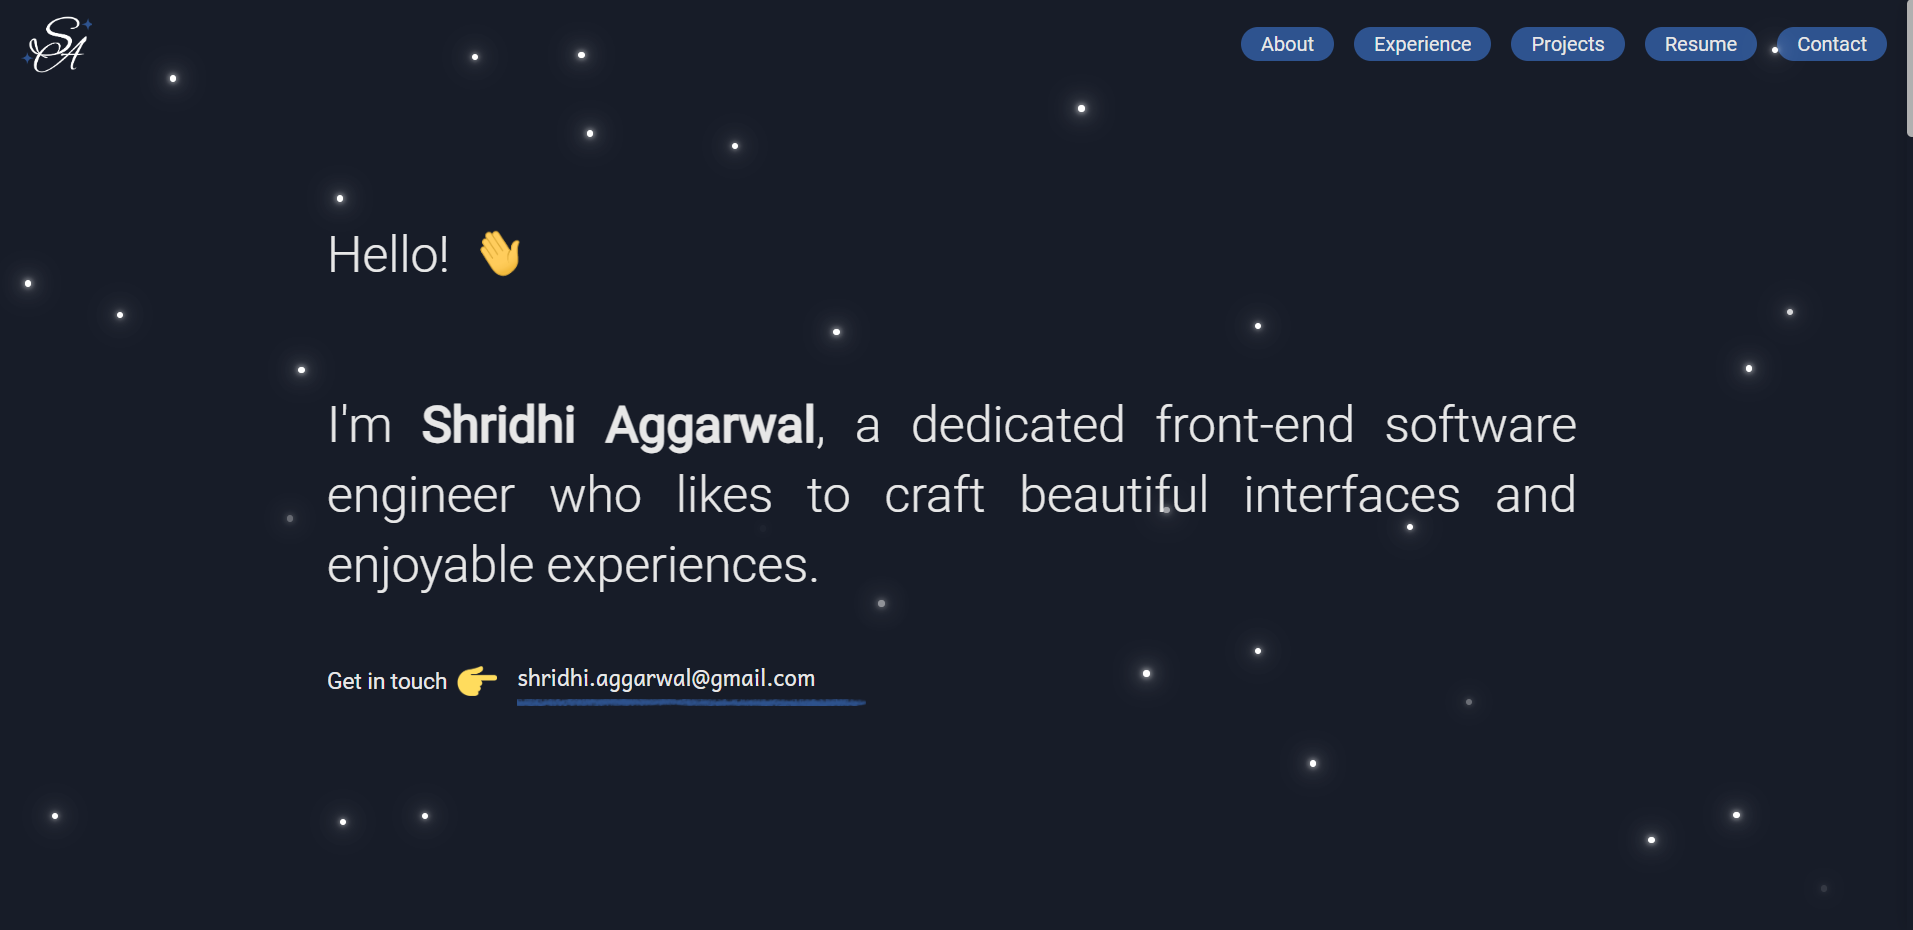 SA
About Experience Projects Resume Contact
Hello!
I'm Shridhi Aggarwal, a dedicated front-end software
engineer who likes to craft beautiful interfaces and
enjoyable experiences.
Get in touch shridhi.aggarwal@gmail.com